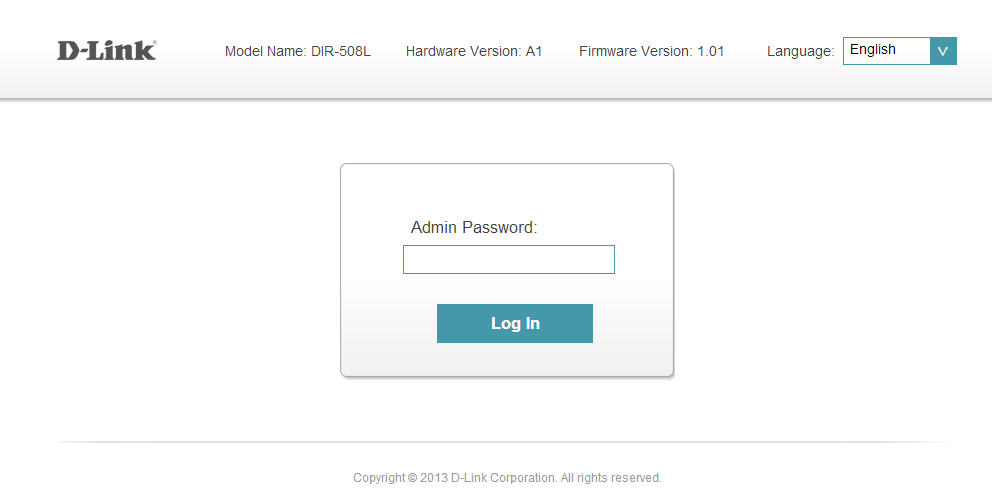 D-Link Model Name: DIR-508L Hardware Version: A1 Firmware Version: 1.01 Language: English V
Admin Password:
Log In
Copyright © 2013 D-Link Corporation. All rights reserved.